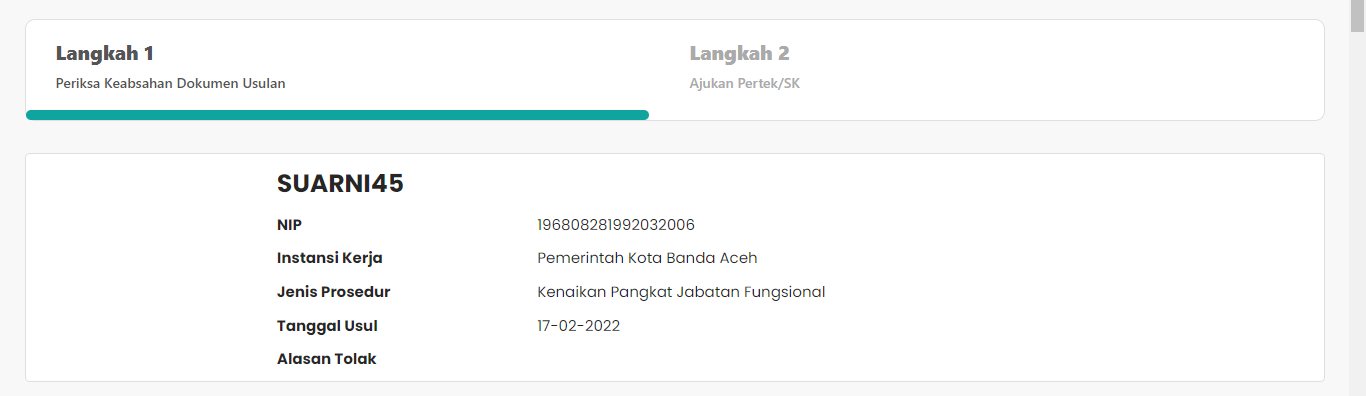 Langkah 1
Periksa Keabsahan Dokumen Usulan
Langkah 2
Ajukan Pertek/SK
SUARNI45
NIP 196808281992032006
Instansi Kerja Pemerintah Kota Banda Aceh
Jenis Prosedur Kenaikan Pangkat Jabatan Fungsional
Tanggal Usul 17-02-2022
Alasan Tolak